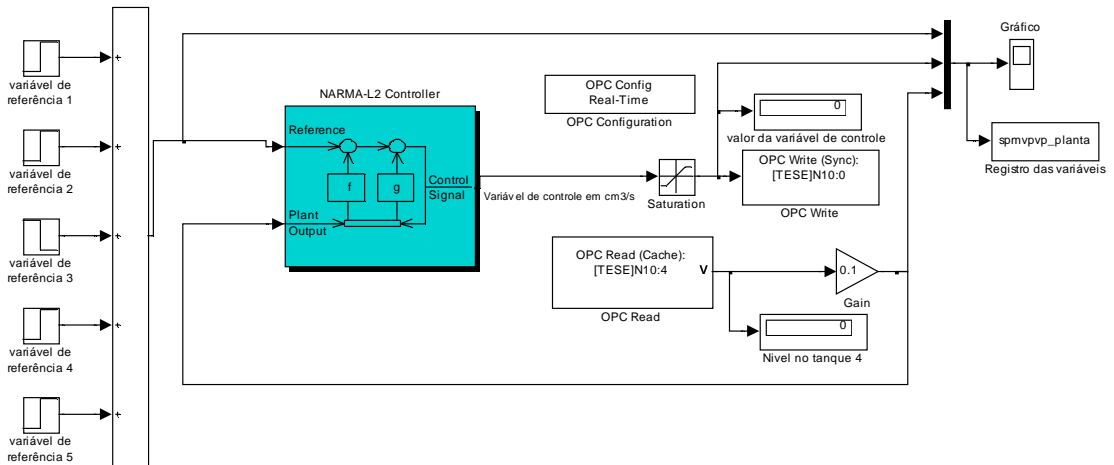 variável de
referência 1
variável de
referência 2
variável de
referência 3
variável de
referência 4
variável de
referência 5
+
+
+
+
+
NARMA-L2 Controller
Reference
f
g
Control
Signal
Plant
Output
Variável de controle em cm3/s
Saturation
OPC Config
Real-Time
OPC Configuration
0
valor da variável de controle
OPC Write (Sync):
[TESE]N10:0
OPC Write
OPC Read (Cache):
[TESE]N10:4
V
OPC Read
0.1
Gain
0
Nivel no tanque 4
Gráfico
spmvpvp_planta
Registro das variáveis